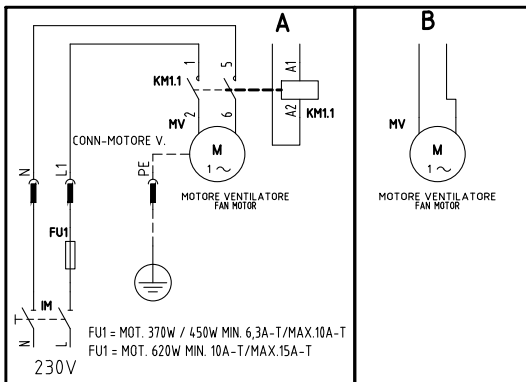 A
B
1
5
KM1.1
A1
A2
KM1.1
2
6
MV
MV
CONN-MOTORE V.
M
1 ~
M
1 ~
N
L1
PE
MOTORE VENTILATORE
FAN MOTOR
MOTORE VENTILATORE
FAN MOTOR
FU1
IM
N
L
FU1 = MOT. 370W / 450W MIN. 6,3A-T/MAX.10A-T
FU1 = MOT. 620W MIN. 10A-T/MAX.15A-T
230V